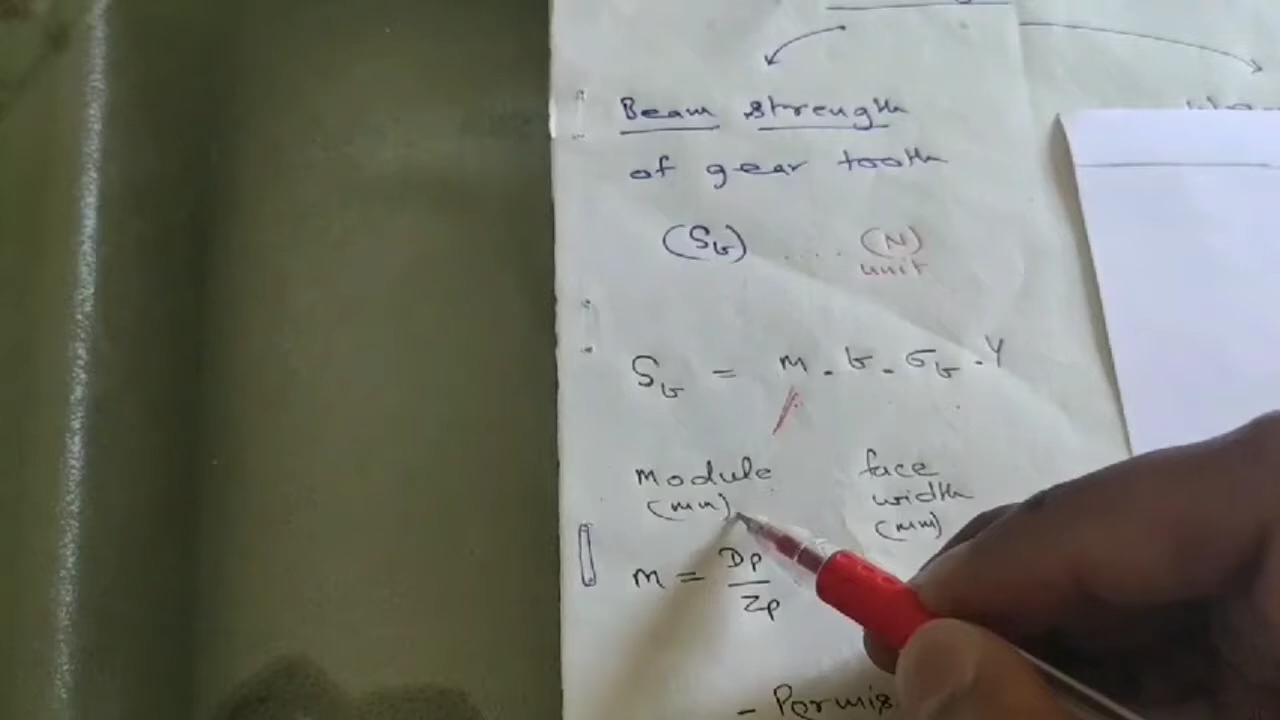 Beam strength
of gear tooth
(Sb) .... (N)
unit
Sb = m . b . σb . Y
module face
(mm) width
(mm)
m = Dp / Zp
- Permis